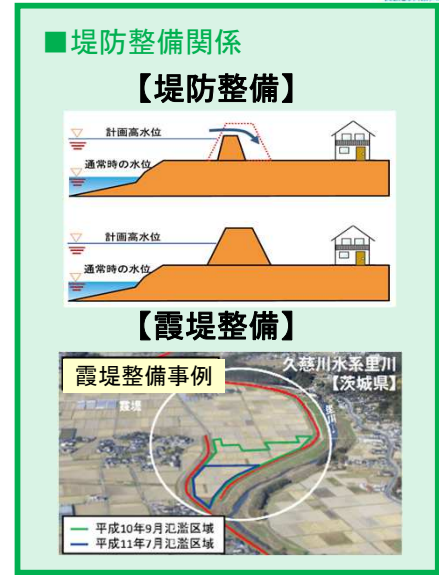 ■堤防整備関係
【堤防整備】
計画高水位
通常時の水位
計画高水位
通常時の水位
【霞堤整備】
霞堤整備事例
久慈川水系里川
【茨城県】
霞堤
平成10年9月氾濫区域
平成11年7月氾濫区域